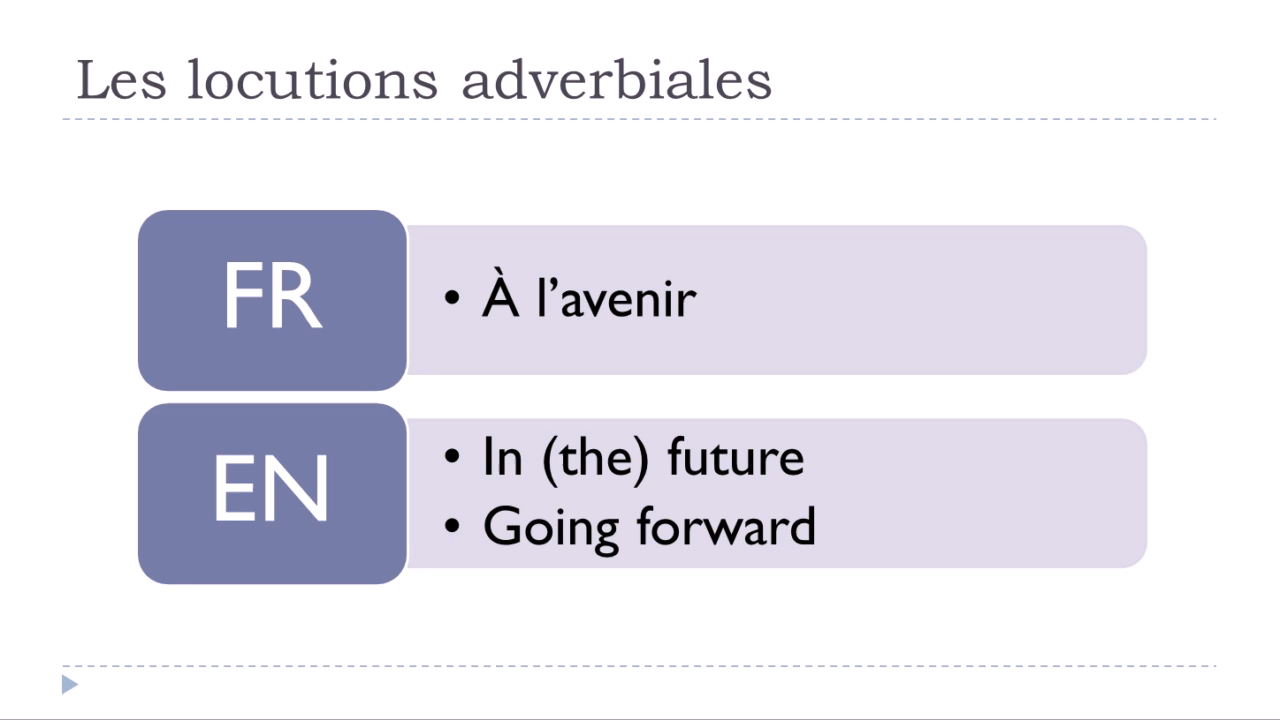 Les locutions adverbiales
FR
• À l’avenir
EN
• In (the) future
• Going forward